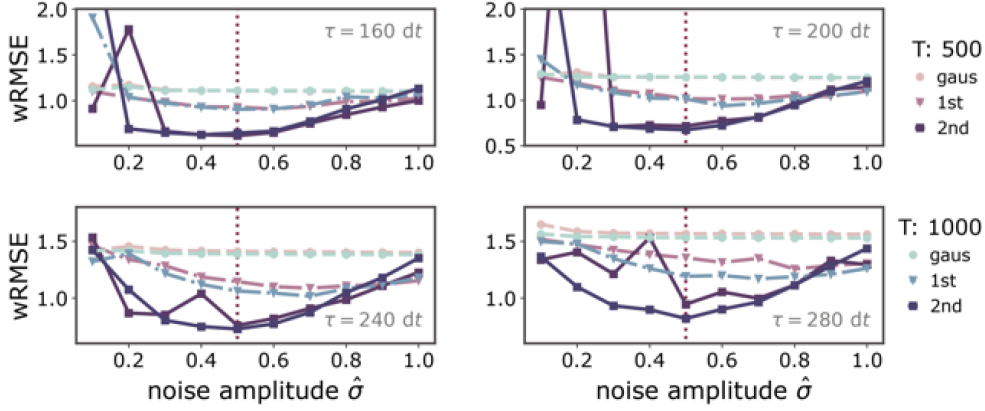 2.0
1.5
1.0
wRMSE
τ = 160 dt
0.2 0.4 0.6 0.8 1.0
2.0
1.5
1.0
0.5
wRMSE
τ = 200 dt
0.2 0.4 0.6 0.8 1.0
T: 500
gaus
1st
2nd
1.5
1.0
wRMSE
τ = 240 dt
0.2 0.4 0.6 0.8 1.0
noise amplitude σ̂
1.5
1.0
wRMSE
τ = 280 dt
0.2 0.4 0.6 0.8 1.0
noise amplitude σ̂
T: 1000
gaus
1st
2nd